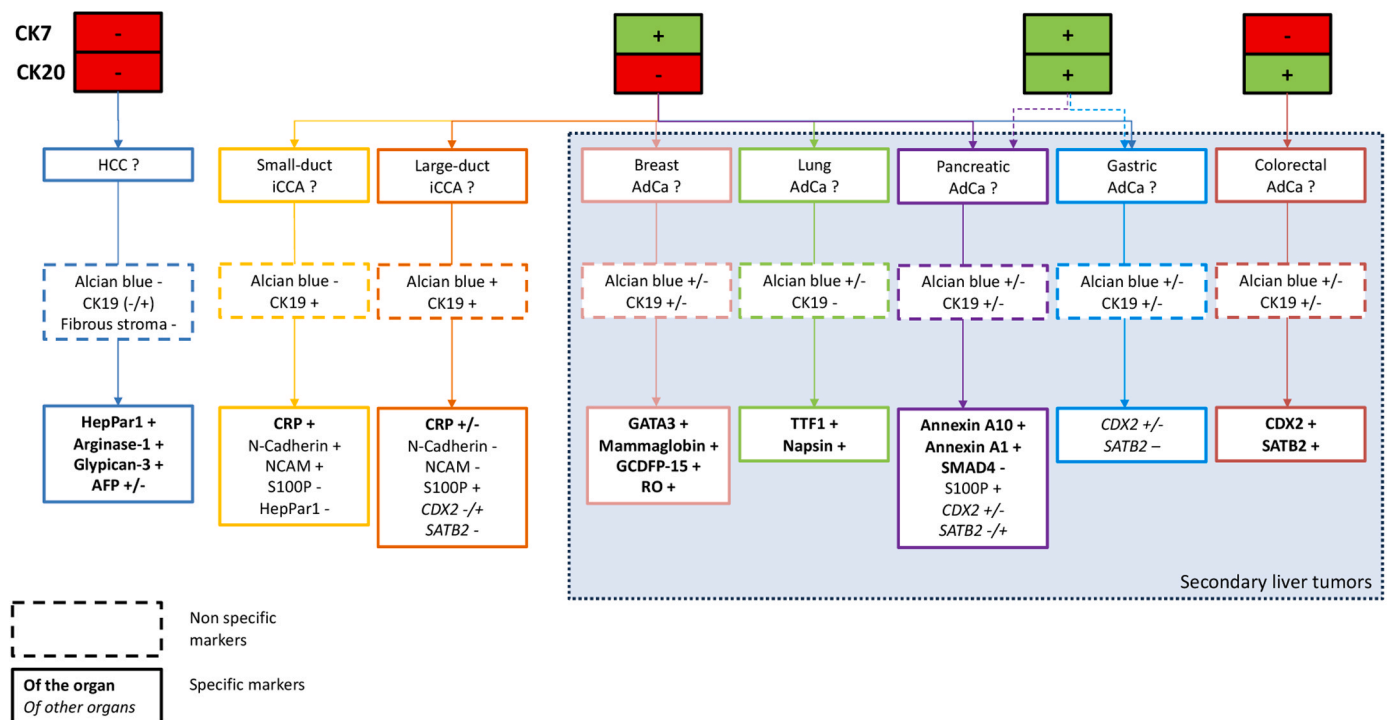 CK7
-
+
+
-
CK20
-
-
+
+
HCC ?
Small-duct
iCCA ?
Large-duct
iCCA ?
Breast
AdCa ?
Lung
AdCa ?
Pancreatic
AdCa ?
Gastric
AdCa ?
Colorectal
AdCa ?
Alcian blue -
CK19 (-/+)
Fibrous stroma -
Alcian blue -
CK19 +
Alcian blue +
CK19 +
Alcian blue +/-
CK19 +/-
Alcian blue +/-
CK19 -
Alcian blue +/-
CK19 +/-
Alcian blue +/-
CK19 +/-
Alcian blue +/-
CK19 +/-
HepPar1 +
Arginase-1 +
Glypican-3 +
AFP +/-
CRP +
N-Cadherin +
NCAM +
S100P -
HepPar1 -
CRP +/-
N-Cadherin -
NCAM -
S100P +
CDX2 -/+
SATB2 -
GATA3 +
Mammaglobin +
GCDFP-15 +
RO +
TTF1 +
Napsin +
Annexin A10 +
Annexin A1 +
SMAD4 -
S100P +
CDX2 +/-
SATB2 -/+
CDX2 +/-
SATB2 –
CDX2 +
SATB2 +
Secondary liver tumors
Non specific
markers
Of the organ
Of other organs
Specific markers